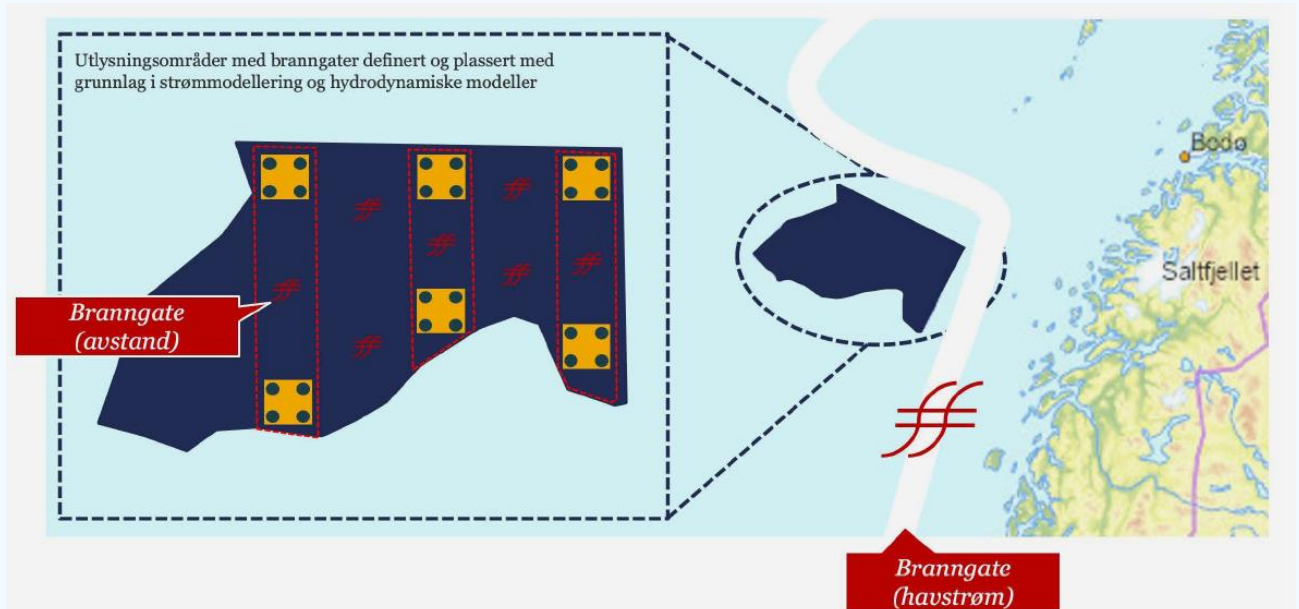 Utlysningsområder med branngater definert og plassert med
grunnlag i strømmodellering og hydrodynamiske modeller
Bodø
Saltfjellet
Branngate
(avstand)
Branngate
(havstrøm)